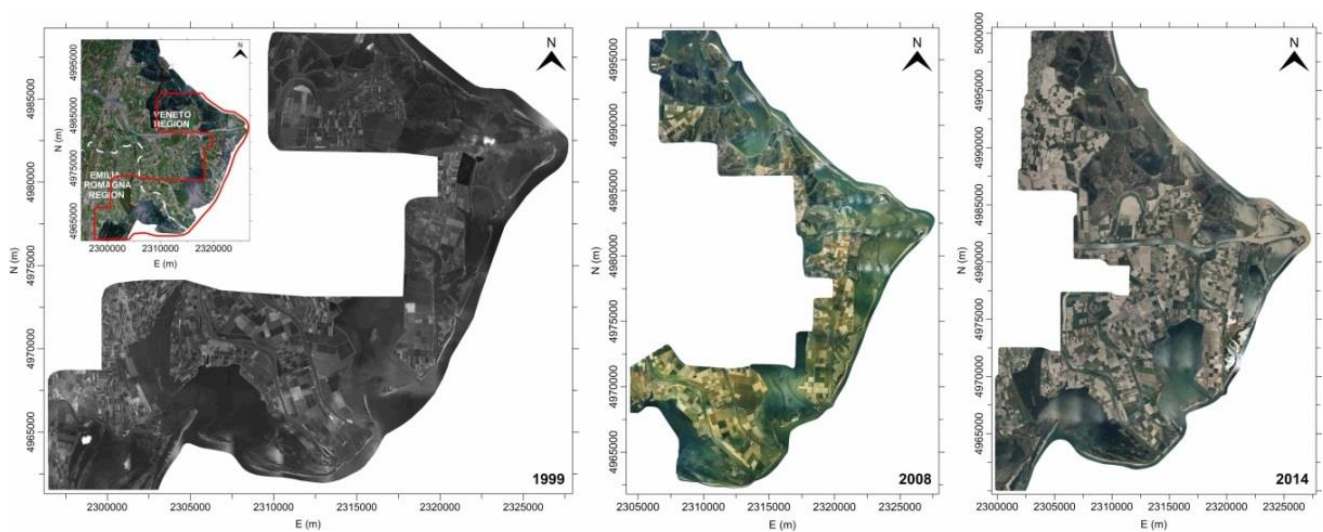 N
4995000
4985000
4975000
4965000
N (m)
VENETO
REGION
EMILIA
ROMAGNA
REGION
2300000 2310000 2320000
E (m)
N
4985000
4980000
4975000
4970000
4965000
N (m)
1999
2300000 2305000 2310000 2315000 2320000 2325000
E (m)
N
4995000
4990000
4985000
4980000
4975000
4970000
4965000
N (m)
2008
2305000 2310000 2315000 2320000 2325000
E (m)
N
5000000
4995000
4990000
4985000
4980000
4975000
4970000
4965000
N (m)
2014
2300000 2305000 2310000 2315000 2320000 2325000
E (m)